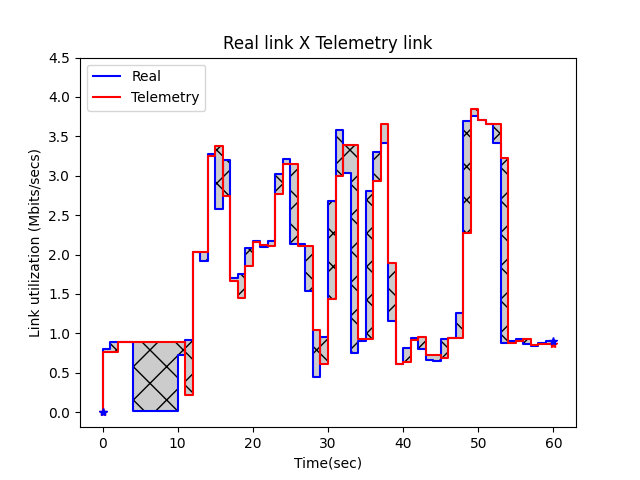 Real link X Telemetry link
Real
Telemetry
Link utilization (Mbits/secs)
4.5
4.0
3.5
3.0
2.5
2.0
1.5
1.0
0.5
0.0
0 10 20 30 40 50 60
Time(sec)